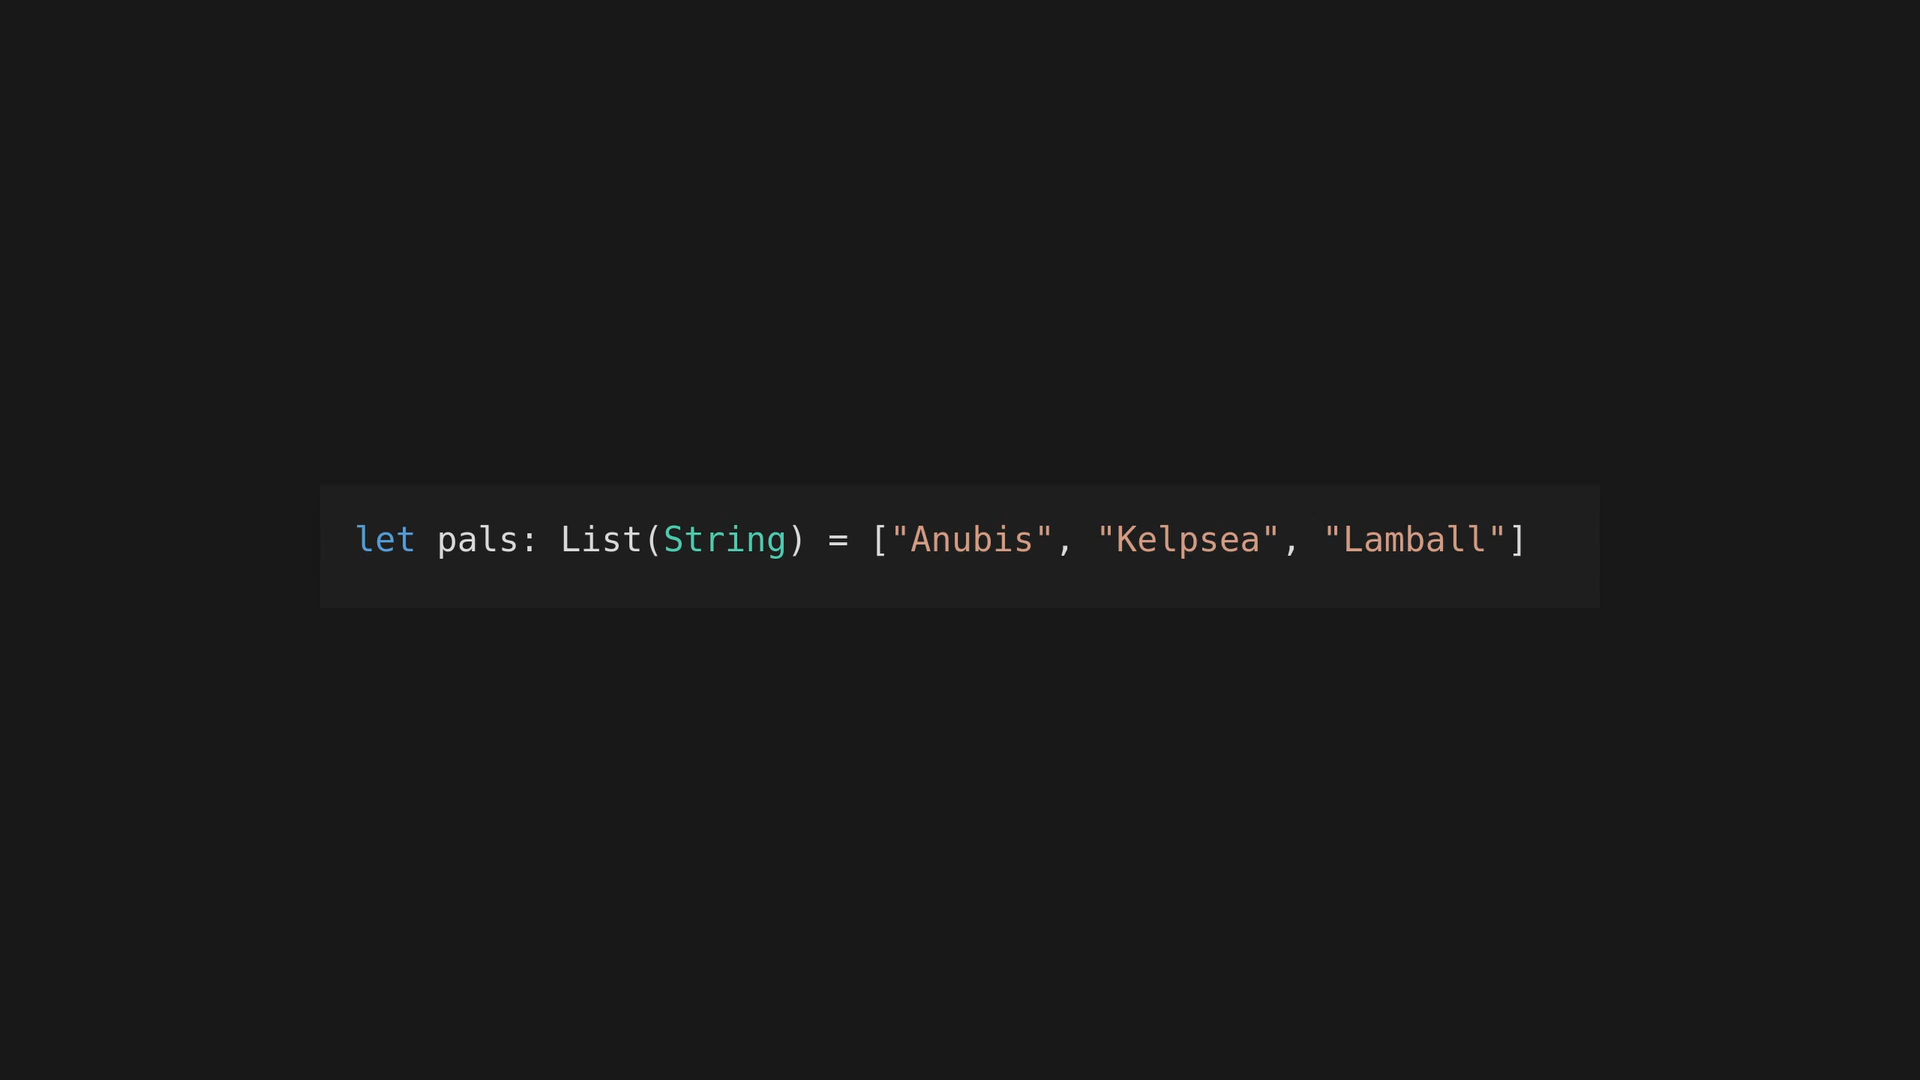 let pals: List(String) = ["Anubis", "Kelpsea", "Lamball"]